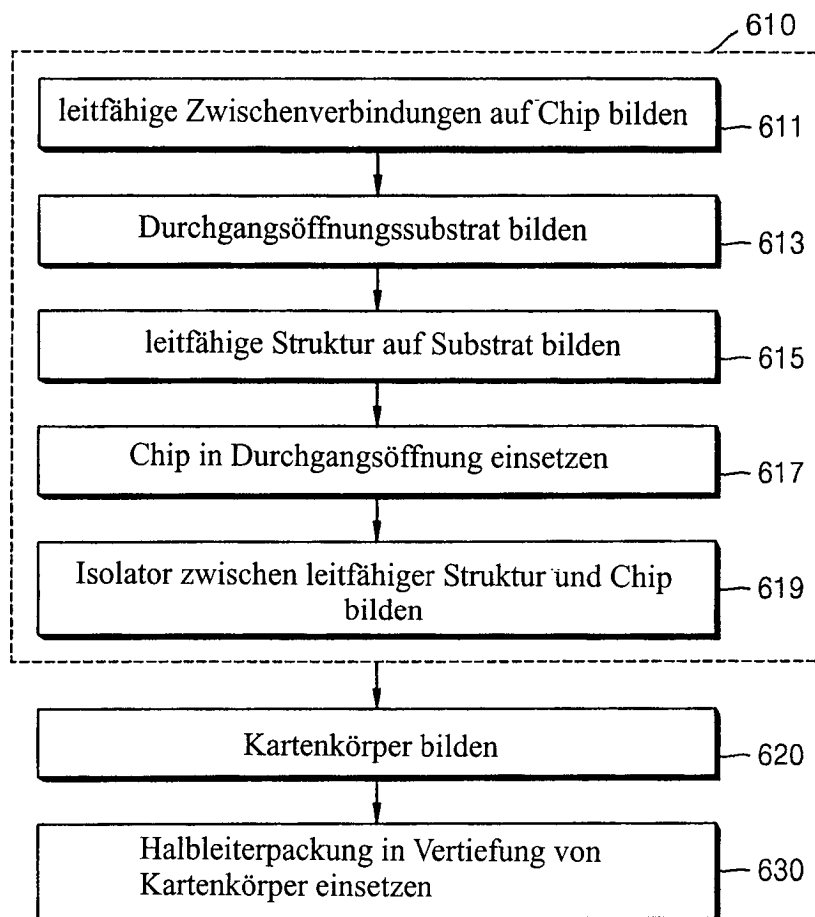 610
leitfähige Zwischenverbindungen auf Chip bilden
611
Durchgangsöffnungssubstrat bilden
613
leitfähige Struktur auf Substrat bilden
615
Chip in Durchgangsöffnung einsetzen
617
Isolator zwischen leitfähiger Struktur und Chip
bilden
619
Kartenkörper bilden
620
Halbleiterpackung in Vertiefung von
Kartenkörper einsetzen
630